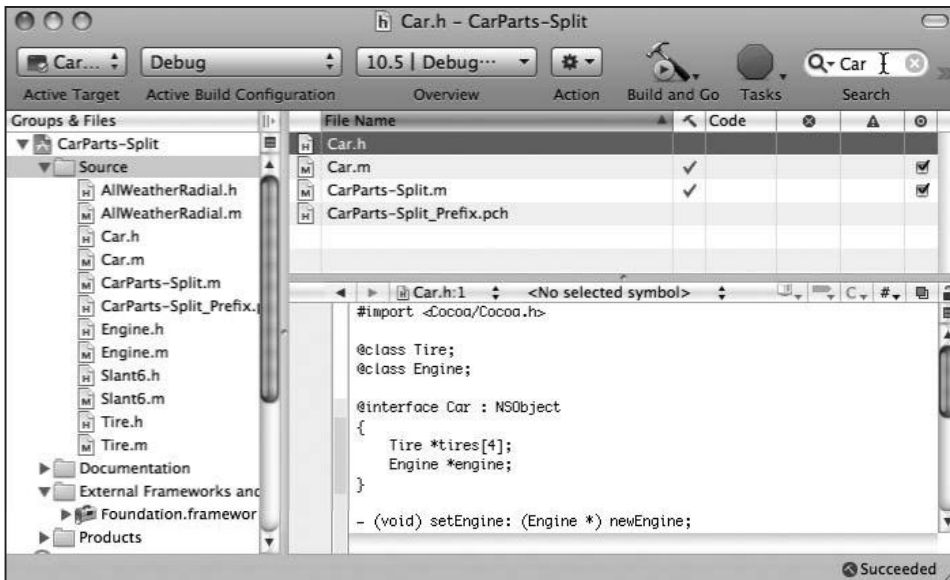 Car.h – CarParts-Split
Car... Debug 10.5 | Debug... Car
Active Target Active Build Configuration Overview Action Build and Go Tasks Search
Groups & Files
CarParts-Split
Source
AllWeatherRadial.h
AllWeatherRadial.m
Car.h
Car.m
CarParts-Split.m
CarParts-Split_Prefix.p
Engine.h
Engine.m
Slant6.h
Slant6.m
Tire.h
Tire.m
Documentation
External Frameworks and
Foundation.framewor
Products
File Name Code
Car.h
Car.m
CarParts-Split.m
CarParts-Split_Prefix.pch
Car.h:1 <No selected symbol> C #
#import <Cocoa/Cocoa.h>
@class Tire;
@class Engine;
@interface Car : NSObject
{
Tire *tires[4];
Engine *engine;
}
- (void) setEngine: (Engine *) newEngine;
Succeeded